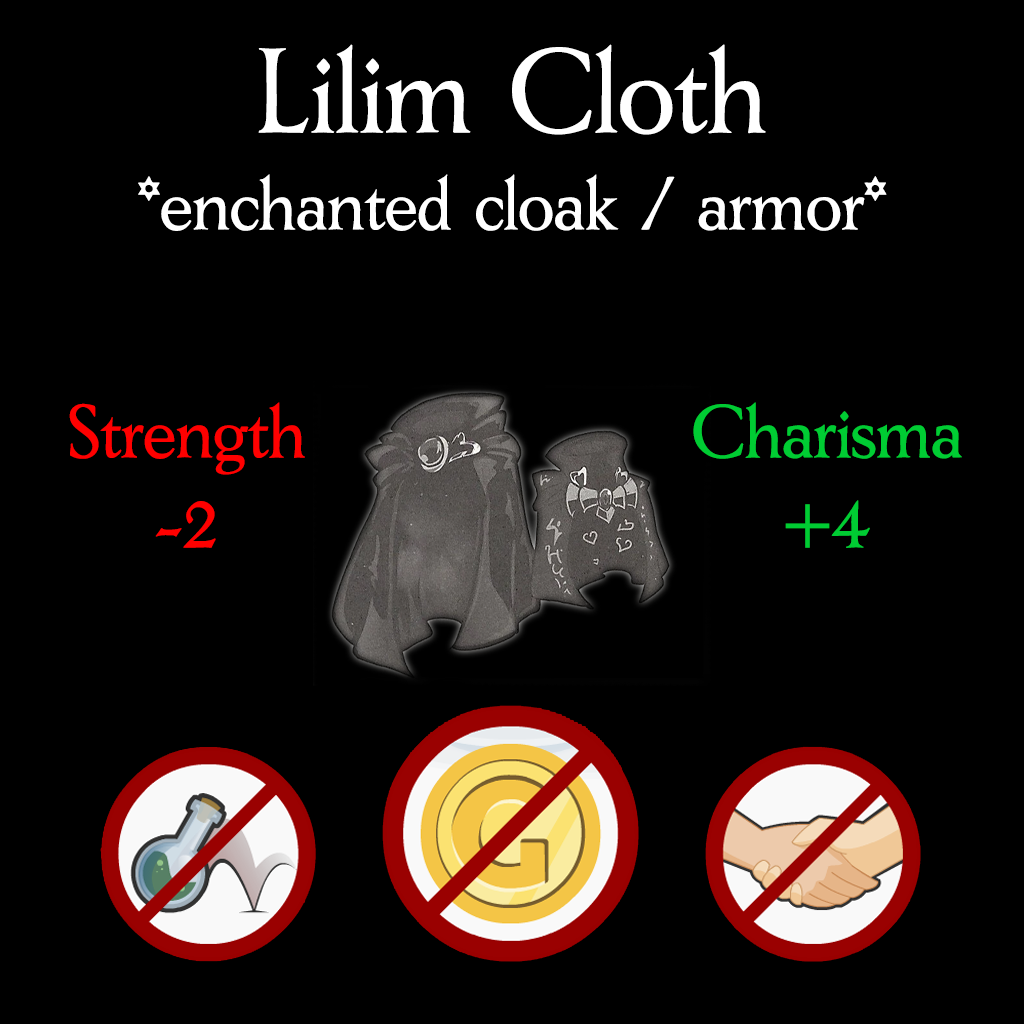 Lilim Cloth
*enchanted cloak / armor*
Strength
-2
Charisma
+4
G